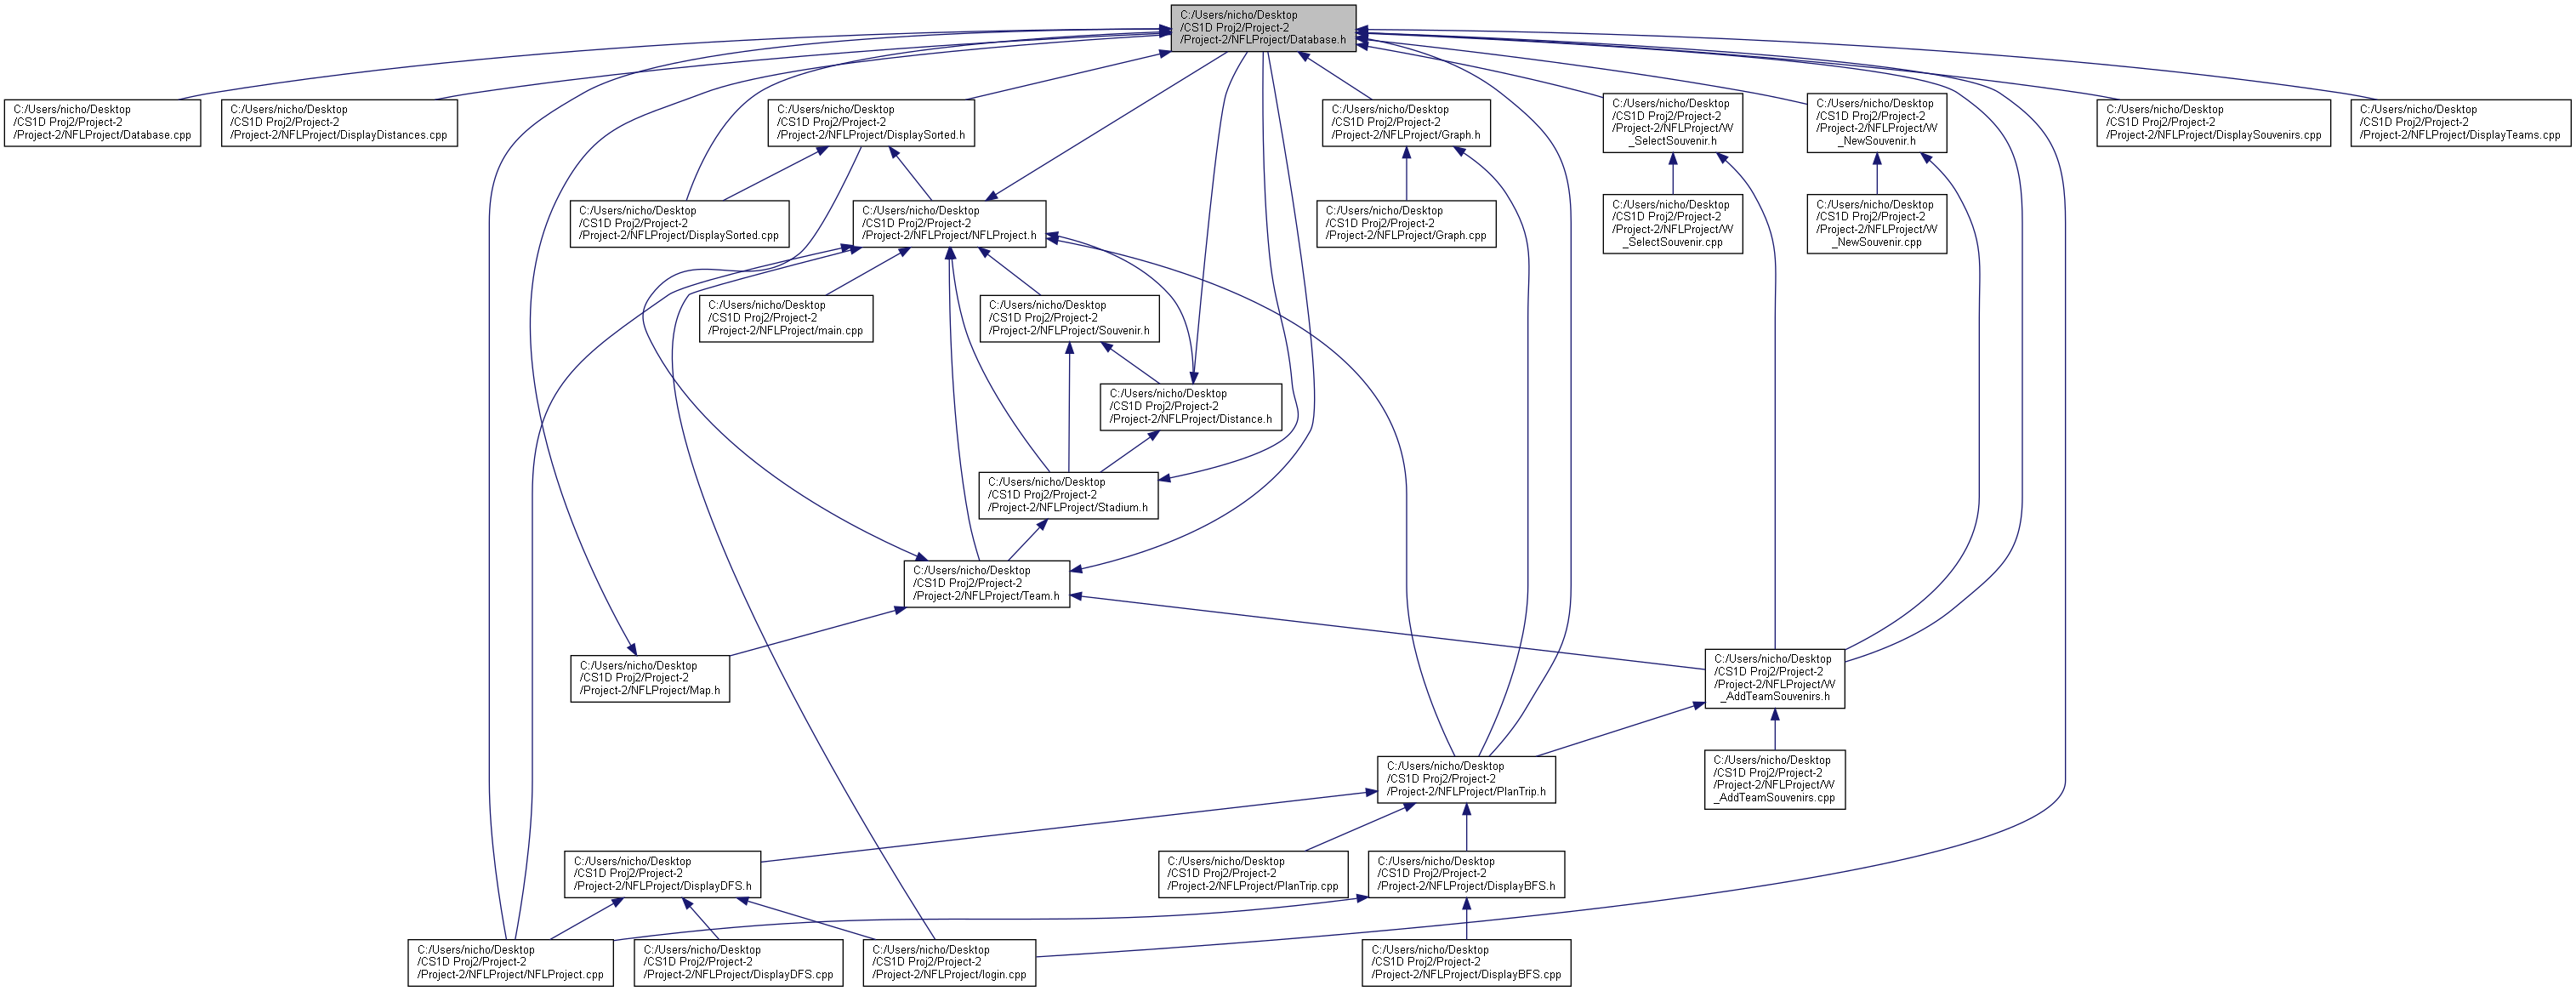 C:/Users/nicho/Desktop
/CS1D Proj2/Project-2
/Project-2/NFLProject/Database.h
C:/Users/nicho/Desktop
/CS1D Proj2/Project-2
/Project-2/NFLProject/Database.cpp
C:/Users/nicho/Desktop
/CS1D Proj2/Project-2
/Project-2/NFLProject/DisplayDistances.cpp
C:/Users/nicho/Desktop
/CS1D Proj2/Project-2
/Project-2/NFLProject/DisplaySorted.h
C:/Users/nicho/Desktop
/CS1D Proj2/Project-2
/Project-2/NFLProject/Graph.h
C:/Users/nicho/Desktop
/CS1D Proj2/Project-2
/Project-2/NFLProject/W
_SelectSouvenir.h
C:/Users/nicho/Desktop
/CS1D Proj2/Project-2
/Project-2/NFLProject/W
_NewSouvenir.h
C:/Users/nicho/Desktop
/CS1D Proj2/Project-2
/Project-2/NFLProject/DisplaySouvenirs.cpp
C:/Users/nicho/Desktop
/CS1D Proj2/Project-2
/Project-2/NFLProject/DisplayTeams.cpp
C:/Users/nicho/Desktop
/CS1D Proj2/Project-2
/Project-2/NFLProject/DisplaySorted.cpp
C:/Users/nicho/Desktop
/CS1D Proj2/Project-2
/Project-2/NFLProject/NFLProject.h
C:/Users/nicho/Desktop
/CS1D Proj2/Project-2
/Project-2/NFLProject/Graph.cpp
C:/Users/nicho/Desktop
/CS1D Proj2/Project-2
/Project-2/NFLProject/W
_SelectSouvenir.cpp
C:/Users/nicho/Desktop
/CS1D Proj2/Project-2
/Project-2/NFLProject/W
_NewSouvenir.cpp
C:/Users/nicho/Desktop
/CS1D Proj2/Project-2
/Project-2/NFLProject/main.cpp
C:/Users/nicho/Desktop
/CS1D Proj2/Project-2
/Project-2/NFLProject/Souvenir.h
C:/Users/nicho/Desktop
/CS1D Proj2/Project-2
/Project-2/NFLProject/Distance.h
C:/Users/nicho/Desktop
/CS1D Proj2/Project-2
/Project-2/NFLProject/Stadium.h
C:/Users/nicho/Desktop
/CS1D Proj2/Project-2
/Project-2/NFLProject/Team.h
C:/Users/nicho/Desktop
/CS1D Proj2/Project-2
/Project-2/NFLProject/Map.h
C:/Users/nicho/Desktop
/CS1D Proj2/Project-2
/Project-2/NFLProject/W
_AddTeamSouvenirs.h
C:/Users/nicho/Desktop
/CS1D Proj2/Project-2
/Project-2/NFLProject/PlanTrip.h
C:/Users/nicho/Desktop
/CS1D Proj2/Project-2
/Project-2/NFLProject/W
_AddTeamSouvenirs.cpp
C:/Users/nicho/Desktop
/CS1D Proj2/Project-2
/Project-2/NFLProject/DisplayDFS.h
C:/Users/nicho/Desktop
/CS1D Proj2/Project-2
/Project-2/NFLProject/PlanTrip.cpp
C:/Users/nicho/Desktop
/CS1D Proj2/Project-2
/Project-2/NFLProject/DisplayBFS.h
C:/Users/nicho/Desktop
/CS1D Proj2/Project-2
/Project-2/NFLProject/NFLProject.cpp
C:/Users/nicho/Desktop
/CS1D Proj2/Project-2
/Project-2/NFLProject/DisplayDFS.cpp
C:/Users/nicho/Desktop
/CS1D Proj2/Project-2
/Project-2/NFLProject/login.cpp
C:/Users/nicho/Desktop
/CS1D Proj2/Project-2
/Project-2/NFLProject/DisplayBFS.cpp